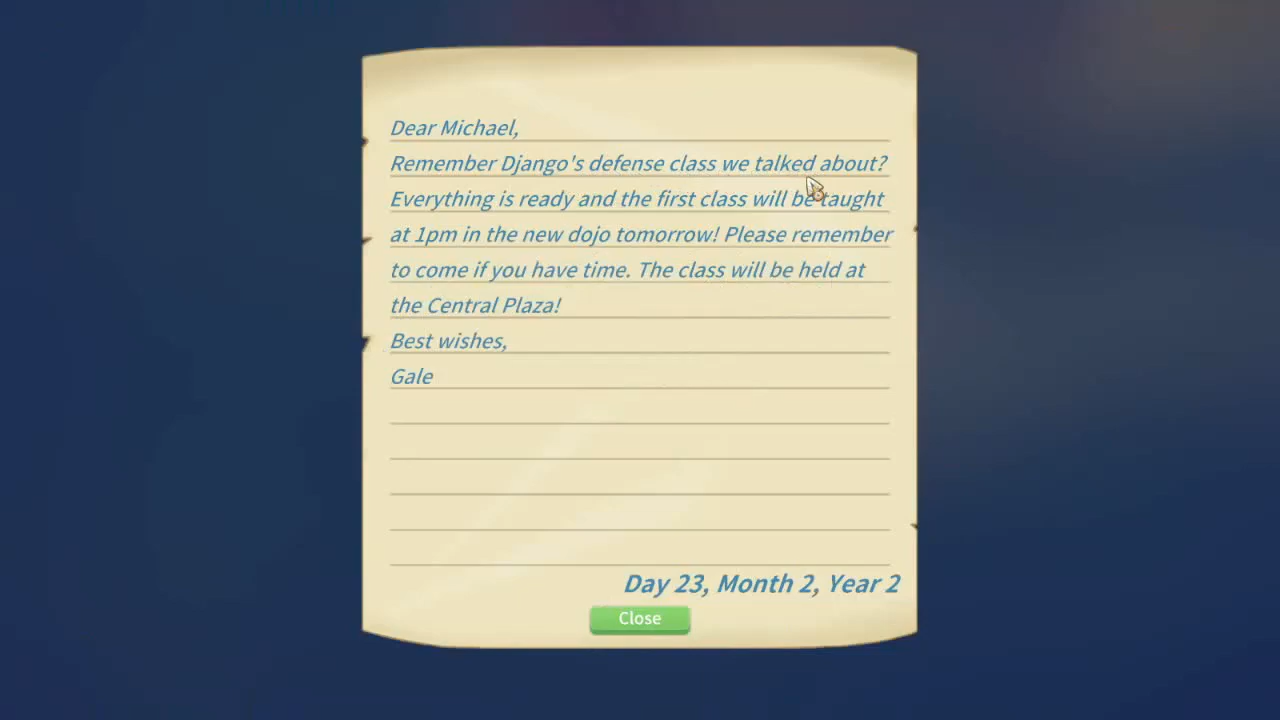 Dear Michael,
Remember Django's defense class we talked about?
Everything is ready and the first class will be taught
at 1pm in the new dojo tomorrow! Please remember
to come if you have time. The class will be held at
the Central Plaza!
Best wishes,
Gale
Day 23, Month 2, Year 2
Close